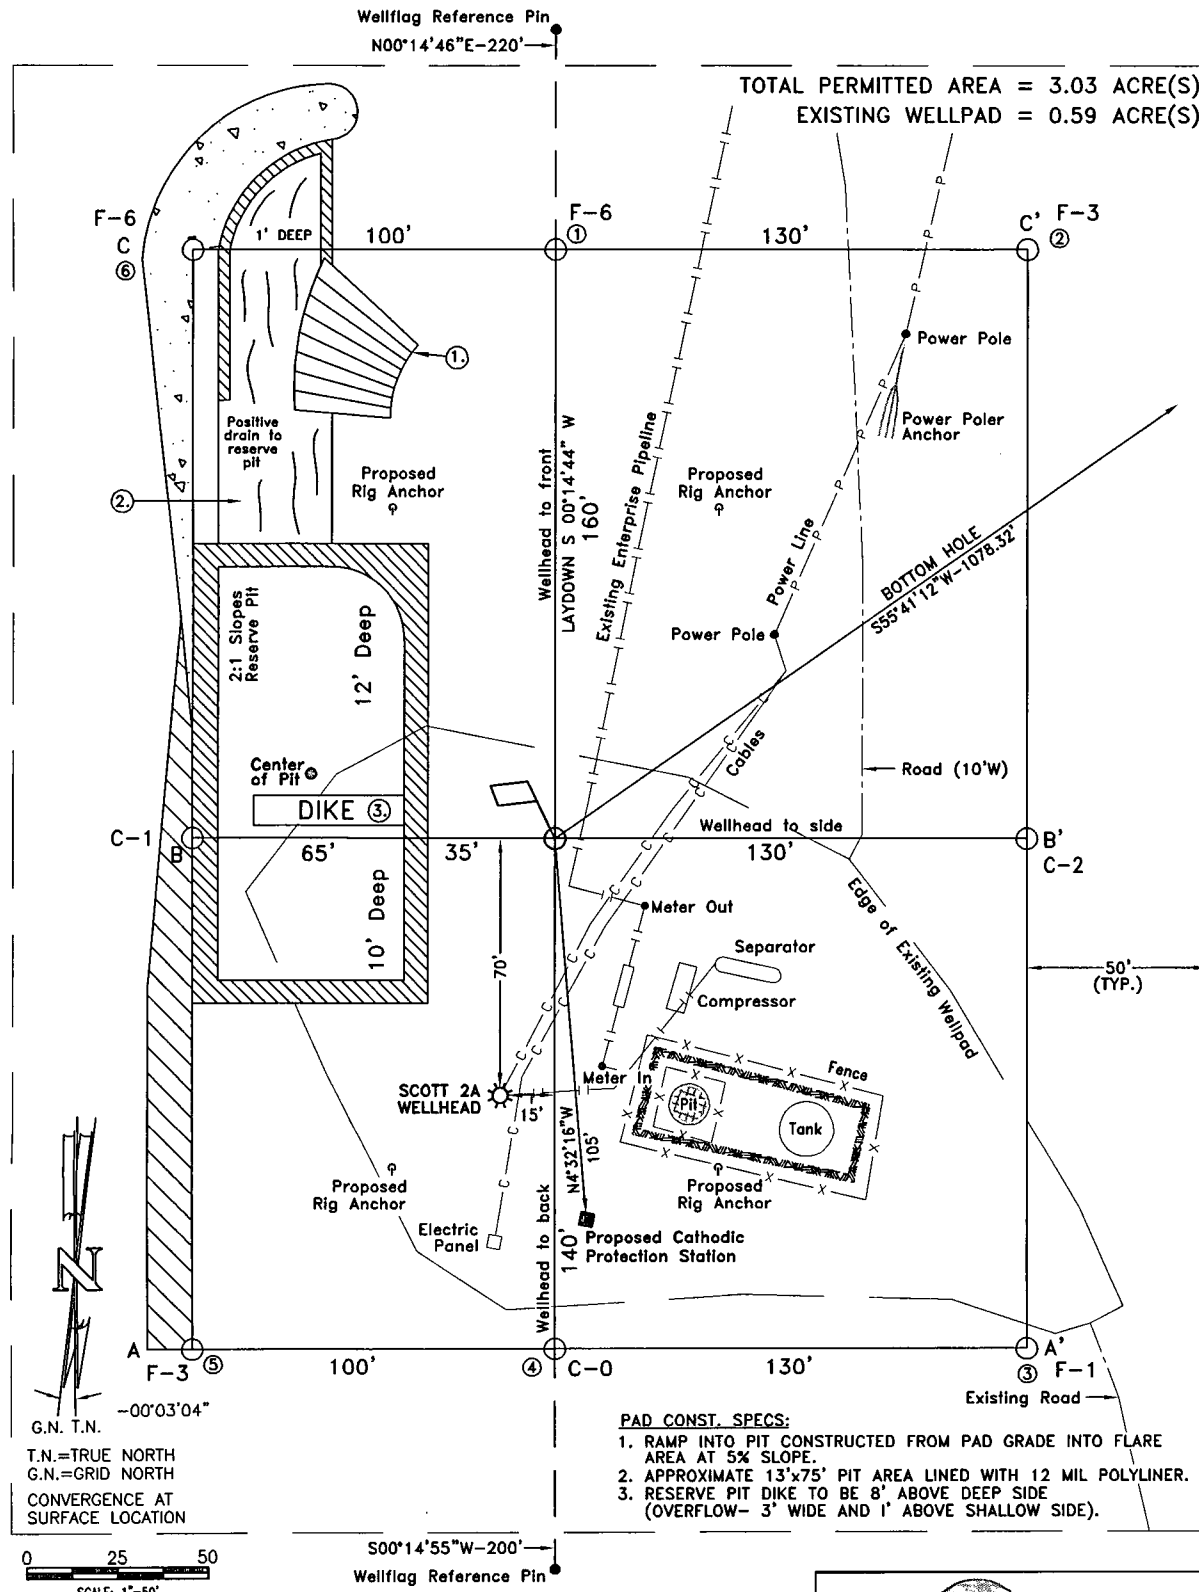 Wellflag Reference Pin
N00°14'46"E-220'
TOTAL PERMITTED AREA = 3.03 ACRE(S)
EXISTING WELLPAD = 0.59 ACRE(S)
F-6
C
⑥
1' DEEP
100'
F-6
①
130'
C'
F-3
②
P
P
P
P
P
P
P
Power Pole
Power Poler
Anchor
1.
Positive
drain to
reserve
pit
2.
Proposed
Rig Anchor
Wellhead to front
LAYDOWN S 00°14'44" W
160'
Existing Enterprise Pipeline
Proposed
Rig Anchor
Power Line
BOTTOM HOLE
S55°41'12"W-1078.32'
Power Pole
2:1 Slopes
Reserve Pit
12' Deep
Center
of Pit
DIKE 3.
Cables
Road (10'W)
C-1
B
65'
35'
Wellhead to side
130'
B'
C-2
10' Deep
70'
Meter Out
Separator
Compressor
Edge of Existing Wellpad
50'
(TYP.)
C
C
C
C
C
C
C
C
C
C
SCOTT 2A
WELLHEAD
15'
Meter In
Fence
X
X
X
X
X
X
X
X
X
X
X
X
Pit
Tank
N4°32'16"W
105'
Proposed
Rig Anchor
Proposed
Rig Anchor
Electric
Panel
Wellhead to back
140'
Proposed Cathodic
Protection Station
N
A
F-3
⑤
100'
④
C-0
130'
③
A'
F-1
Existing Road
-00°03'04"
G.N. T.N.
T.N.=TRUE NORTH
G.N.=GRID NORTH
CONVERGENCE AT
SURFACE LOCATION
PAD CONST. SPECS:
1. RAMP INTO PIT CONSTRUCTED FROM PAD GRADE INTO FLARE
AREA AT 5% SLOPE.
2. APPROXIMATE 13'x75' PIT AREA LINED WITH 12 MIL POLYLINER.
3. RESERVE PIT DIKE TO BE 8' ABOVE DEEP SIDE
(OVERFLOW- 3' WIDE AND 1' ABOVE SHALLOW SIDE).
0 25 50
SCALE: 1"=50'
S00°14'55"W-200'
Wellflag Reference Pin